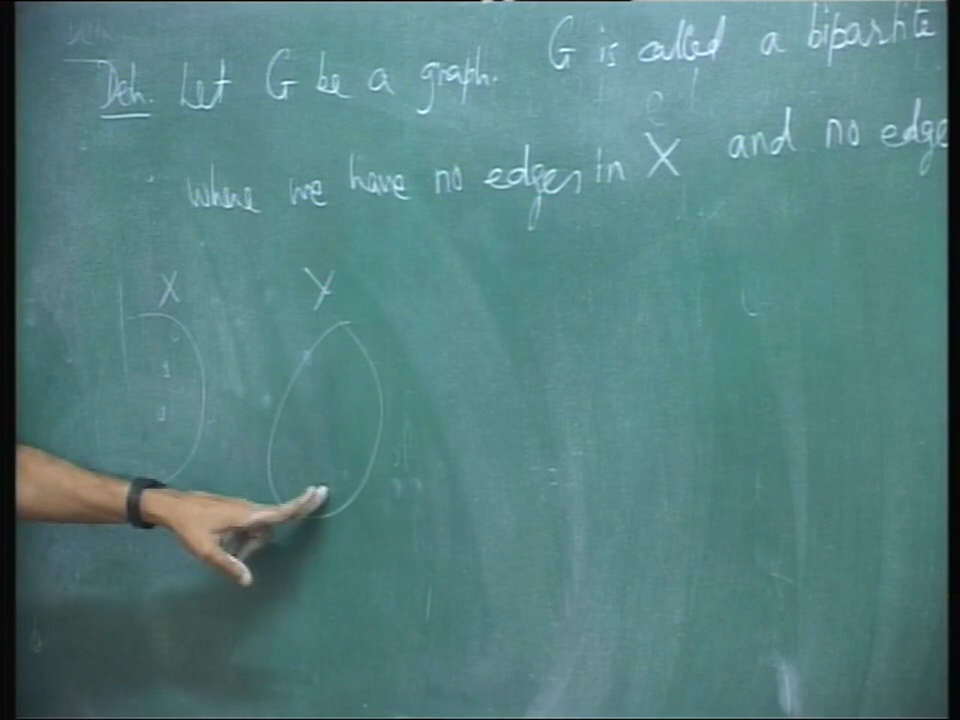 Defn. Let G be a graph. G is called a bipartite
where we have no edges in X and no edge
X Y